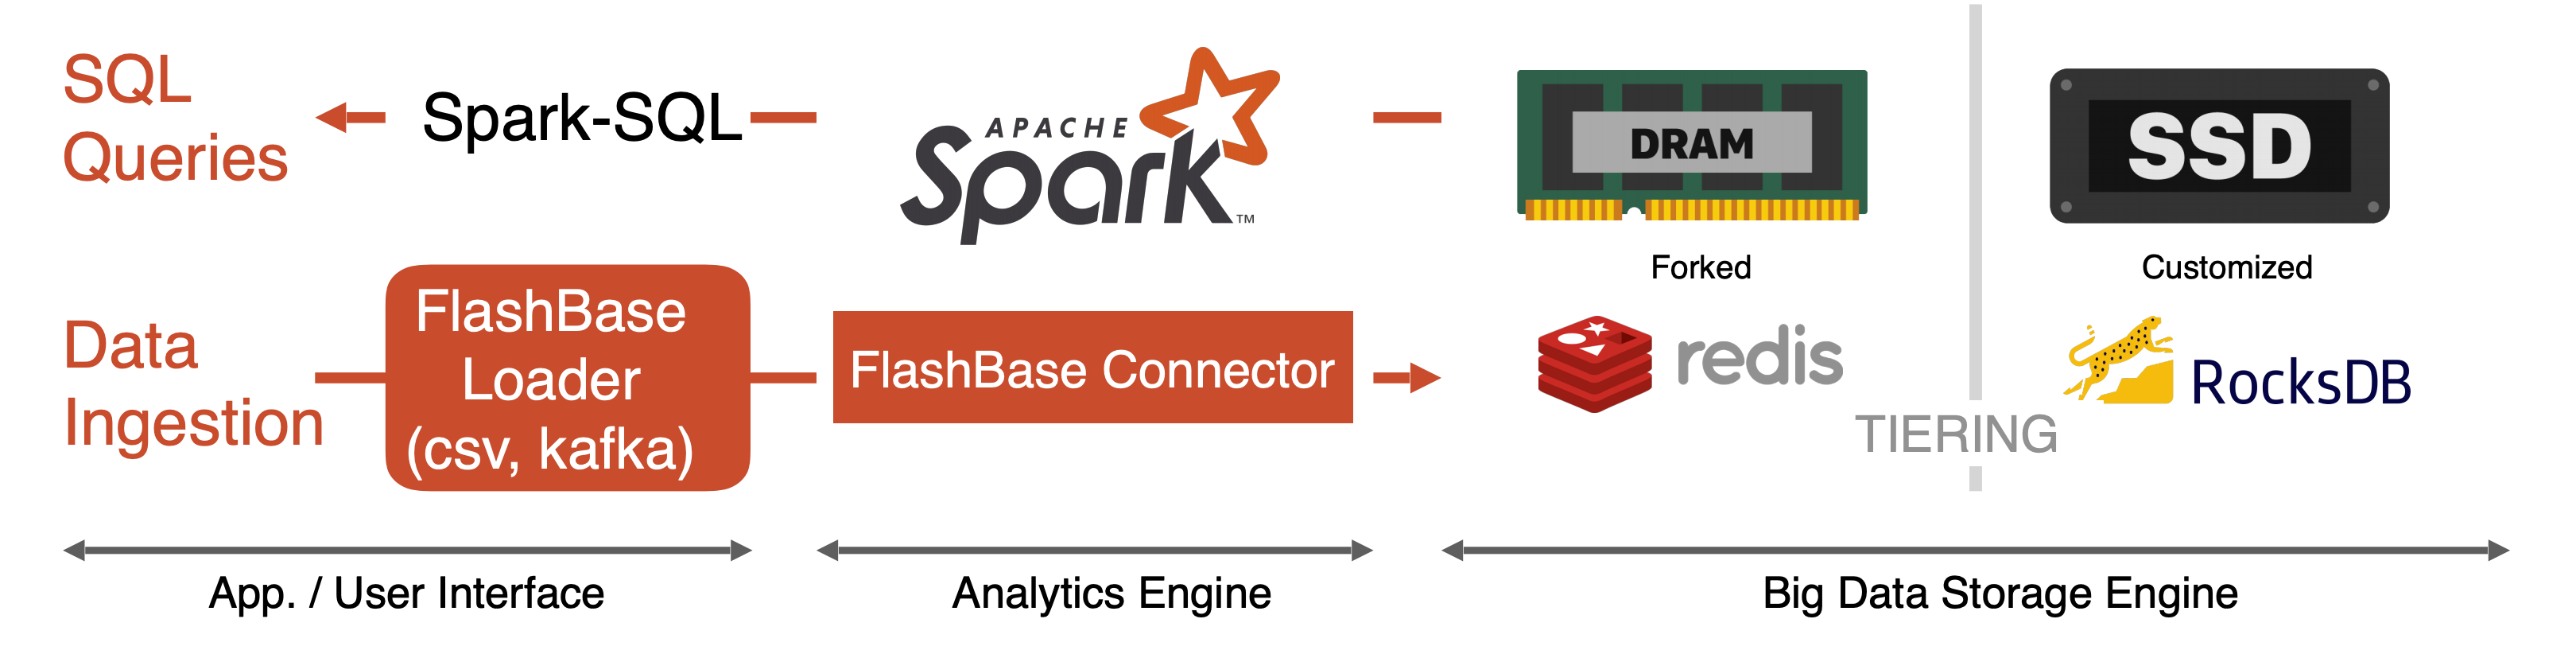 SQL
Queries
Spark-SQL
APACHE
Spark™
DRAM
SSD
Forked
Customized
Data
Ingestion
FlashBase
Loader
(csv, kafka)
FlashBase Connector
redis
RocksDB
TIERING
App. / User Interface
Analytics Engine
Big Data Storage Engine